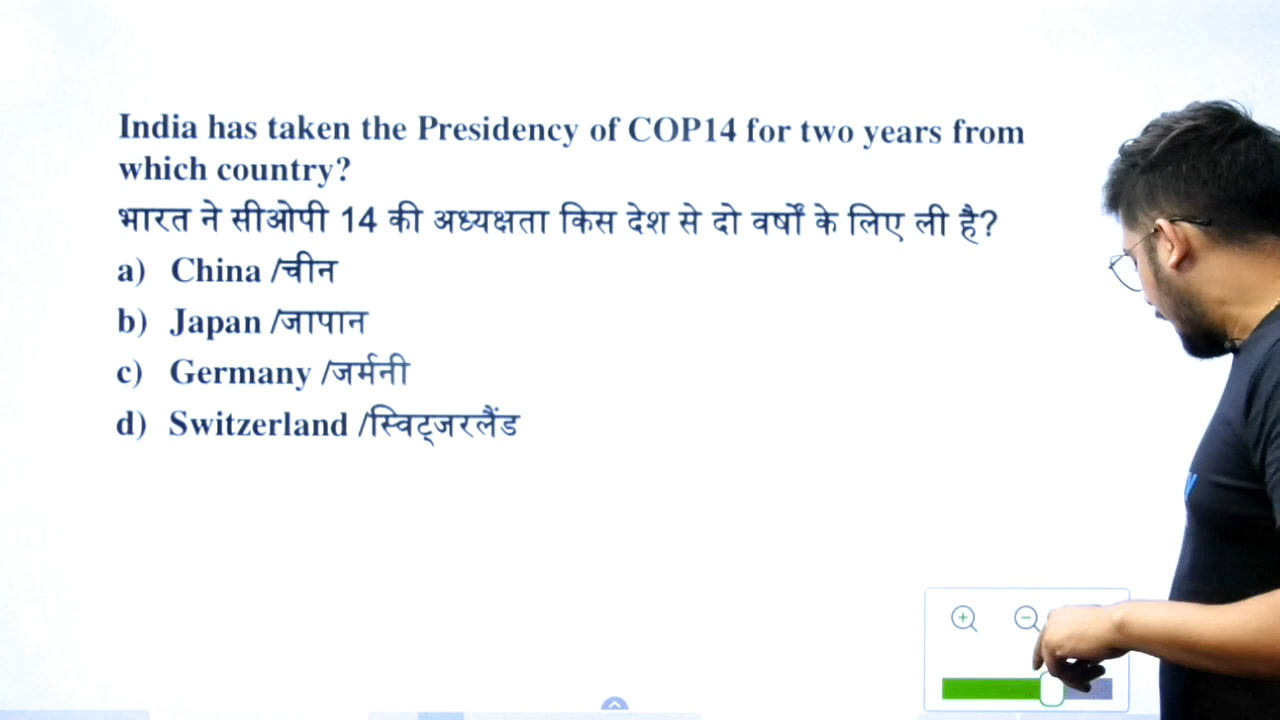 India has taken the Presidency of COP14 for two years from
which country?
भारत ने सीओपी 14 की अध्यक्षता किस देश से दो वर्षों के लिए ली है?
a) China /चीन
b) Japan /जापान
c) Germany /जर्मनी
d) Switzerland /स्विट्जरलैंड